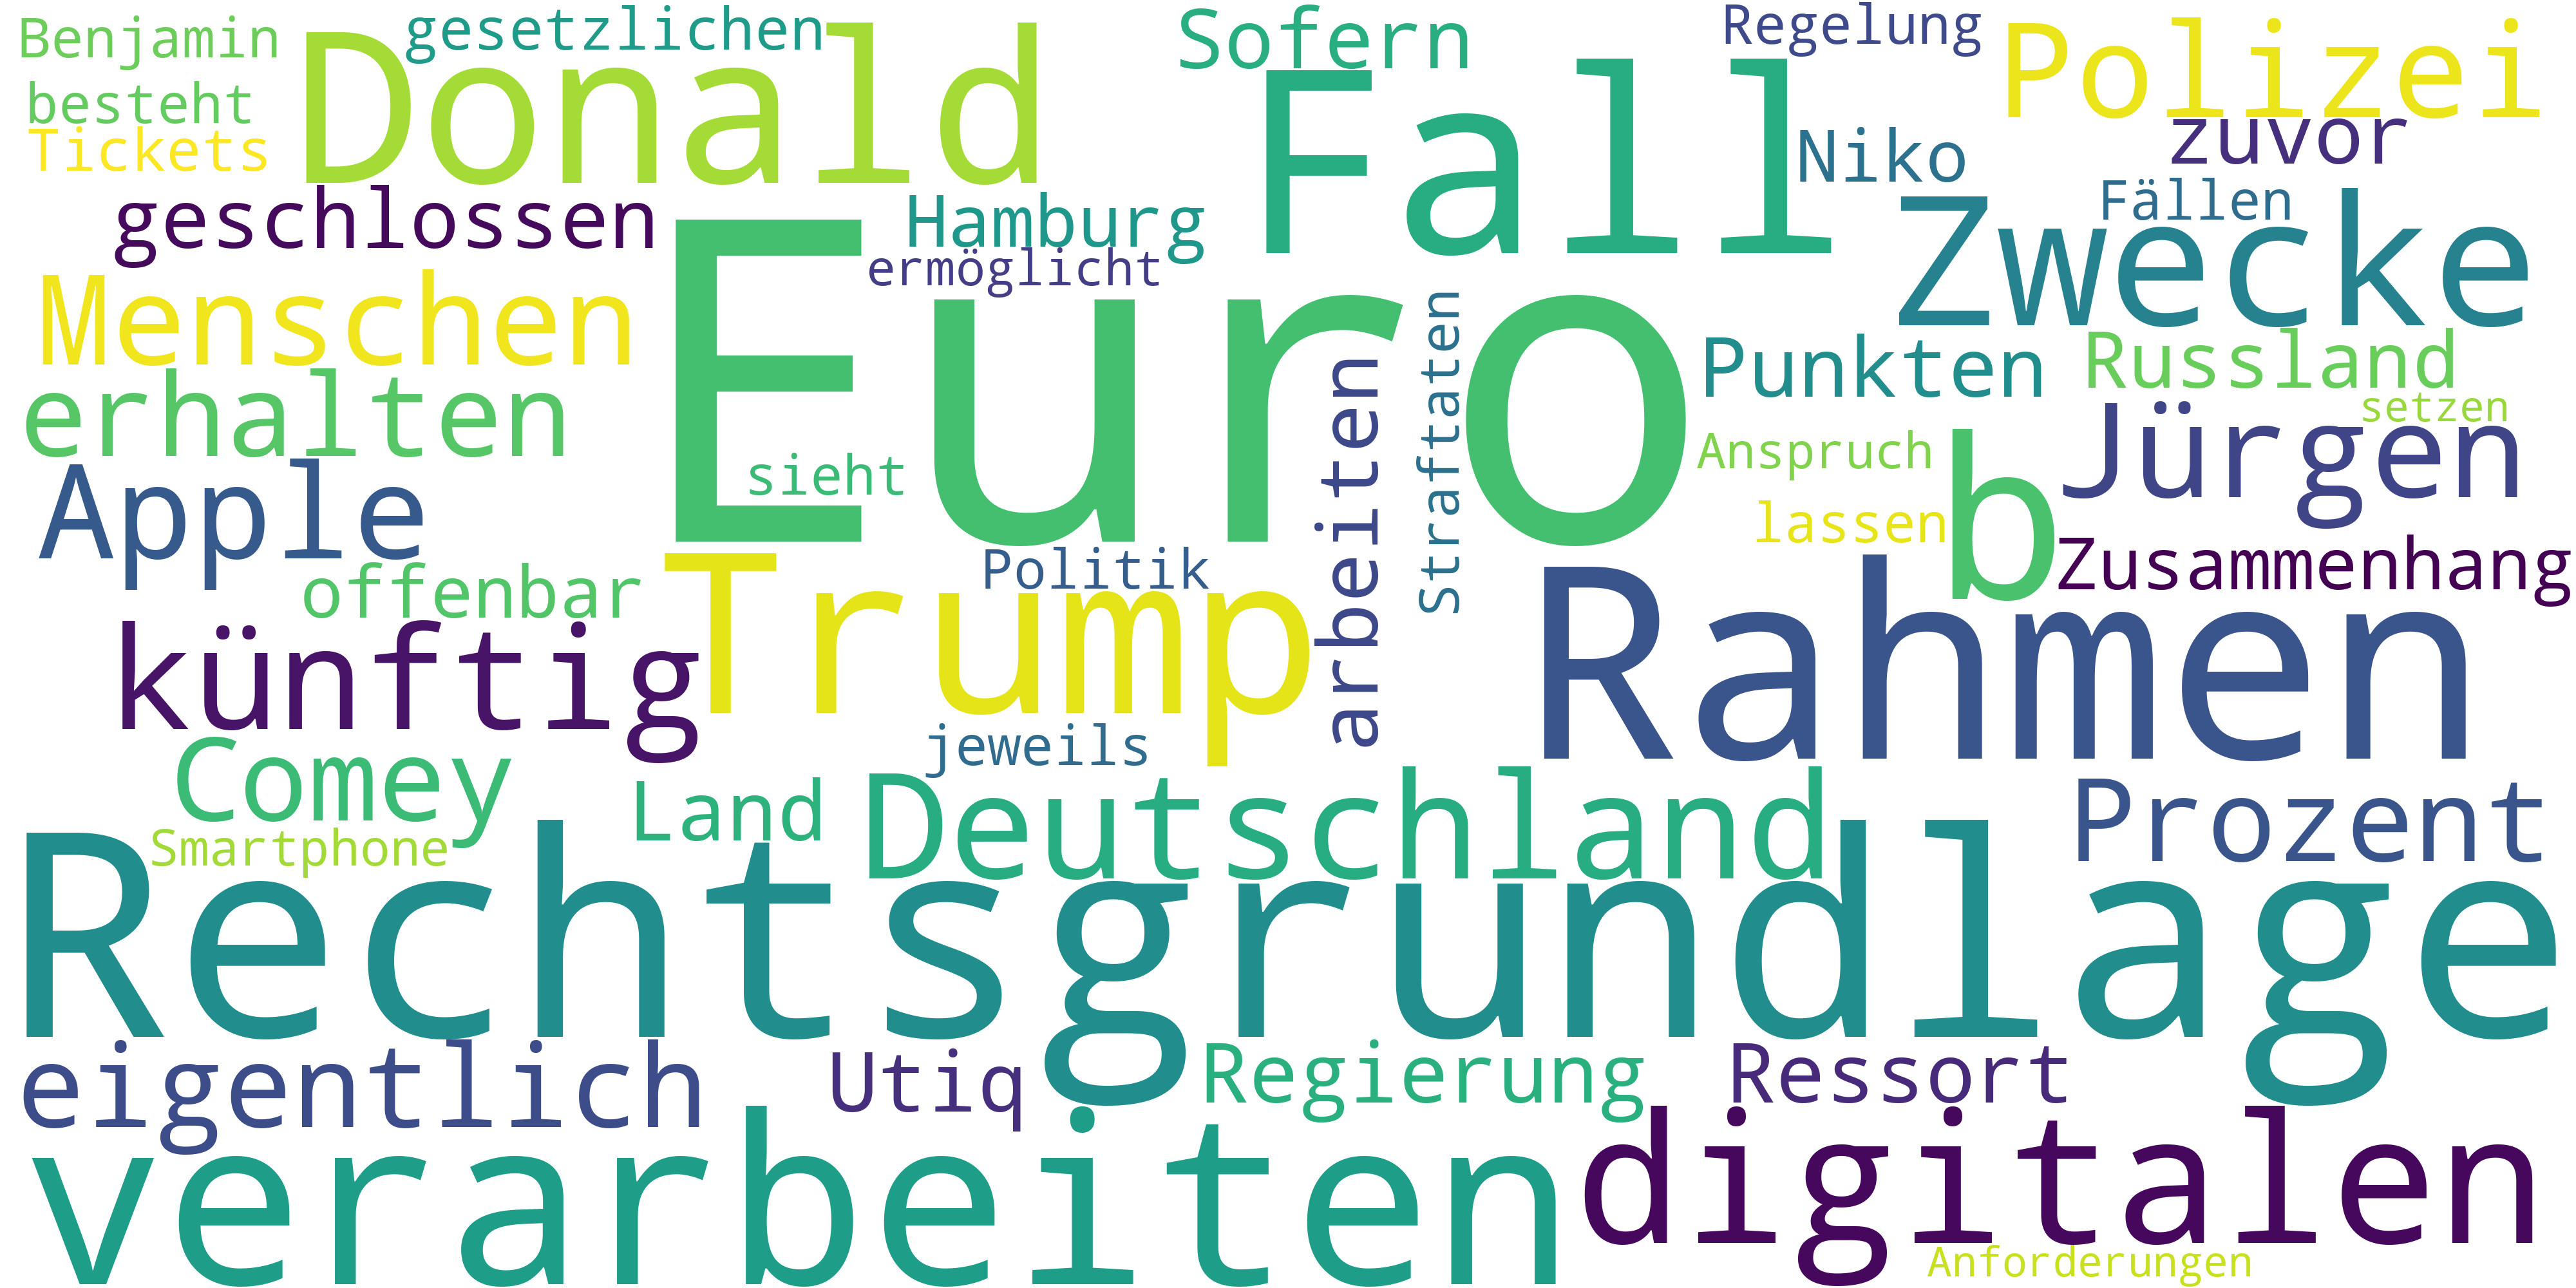 Benjamin
gesetzlichen
Sofern
Regelung
Polizei
Donald
Fall
besteht
Tickets
Niko
zuvor
geschlossen
Hamburg
Zwecke
Fällen
ermöglicht
Menschen
Euro
Straftaten
Punkten
Russland
arbeiten
erhalten
setzen
Jürgen
sieht
Anspruch
b
Apple
lassen
offenbar
Politik
Zusammenhang
Trump
Rahmen
künftig
jeweils
Comey
Land
Deutschland
Prozent
Smartphone
Rechtsgrundlage
eigentlich
Utiq
Regierung
Ressort
verarbeiten
digitalen
Anforderungen